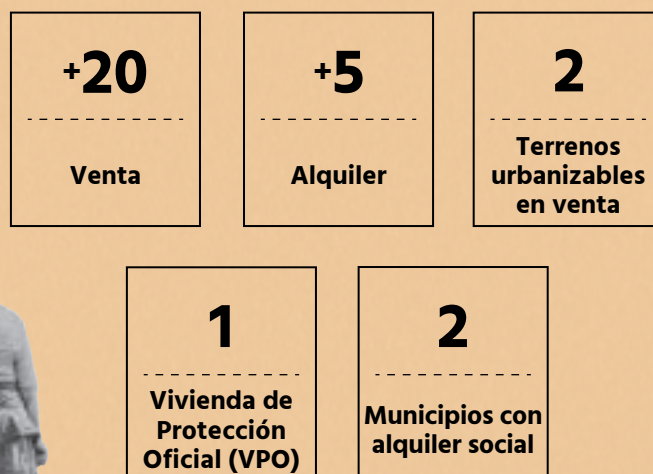 +20
Venta
+5
Alquiler
2
Terrenos
urbanizables
en venta
1
Vivienda de
Protección
Oficial (VPO)
2
Municipios con
alquiler social